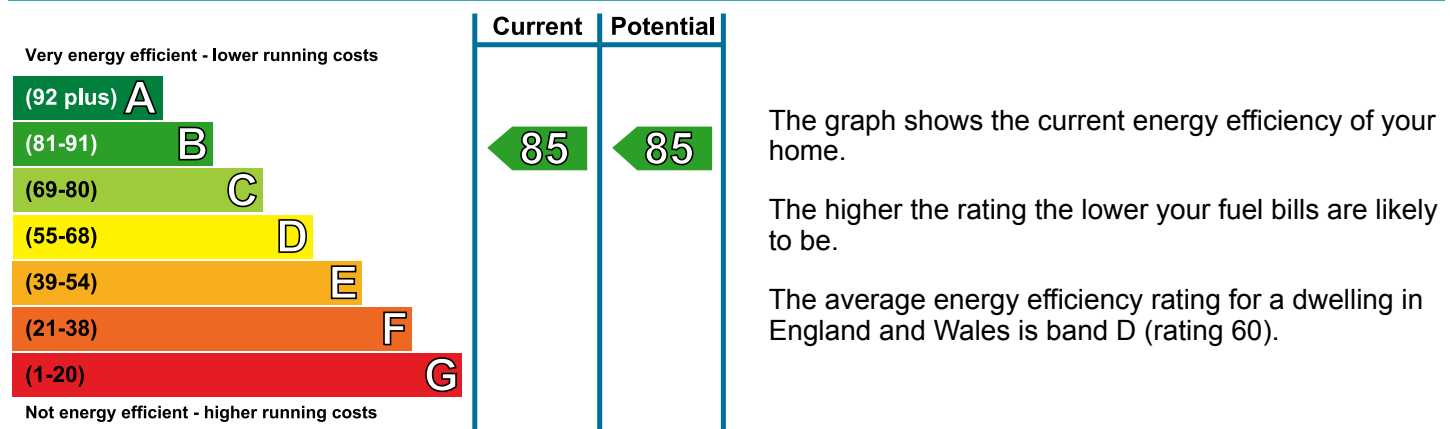 Current Potential
Very energy efficient - lower running costs
(92 plus) A
(81-91) B
85 85
(69-80) C
(55-68) D
(39-54) E
(21-38) F
(1-20) G
Not energy efficient - higher running costs
The graph shows the current energy efficiency of your
home.
The higher the rating the lower your fuel bills are likely
to be.
The average energy efficiency rating for a dwelling in
England and Wales is band D (rating 60).